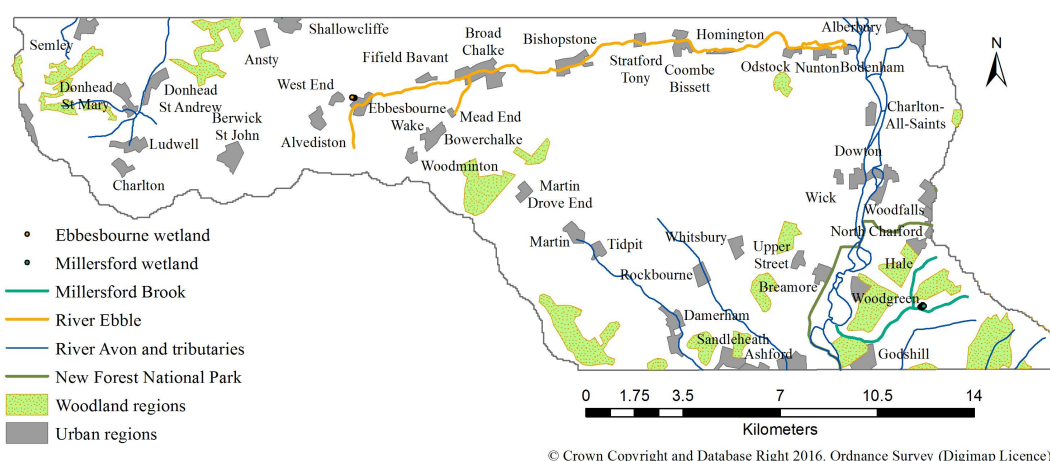 Semley
Shallowcliffe
Ansty
Donhead
St Mary
Donhead
St Andrew
Berwick
St John
Ludwell
Charlton
West End
Alvediston
Fifield Bavant
Ebbesbourne
Wake
Broad
Chalke
Mead End
Bowerchalke
Woodminton
Bishopstone
Stratford
Tony
Coombe
Bissett
Homington
Odstock
Nunton
Bodenham
Alberbury
N
Charlton-
All-Saints
Dowton
Wick
Woodfalls
North Charford
Hale
Martin
Drove End
Martin
Tidpit
Whitsbury
Rockbourne
Upper
Street
Breamore
Woodgreen
Damernam
Sandleheath
Ashford
Godshill
Ebbesbourne wetland
Millersford wetland
Millersford Brook
River Ebble
River Avon and tributaries
New Forest National Park
Woodland regions
Urban regions
0 1.75 3.5 7 10.5 14
Kilometers
© Crown Copyright and Database Right 2016. Ordnance Survey (Digimap Licence)